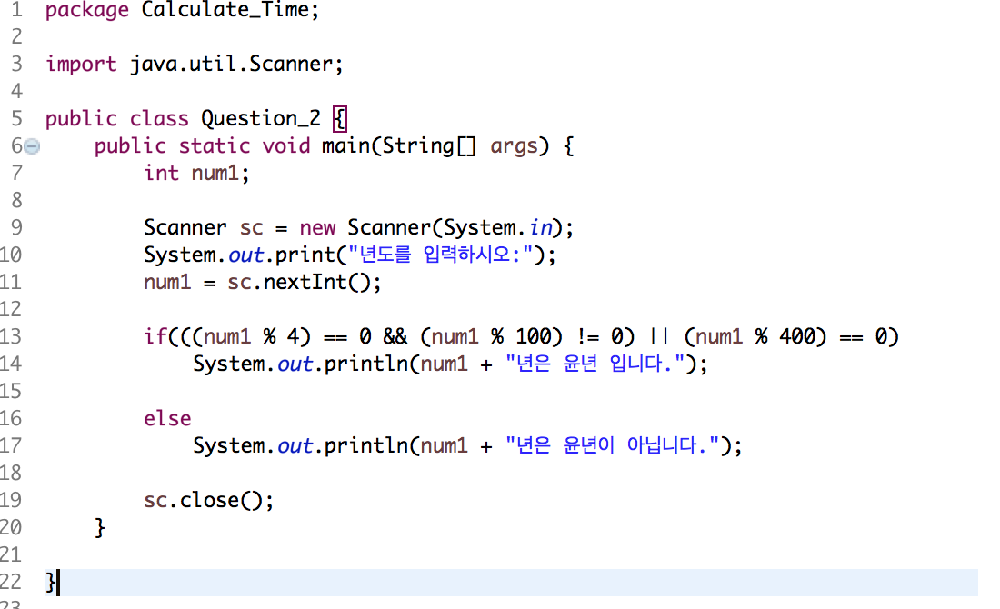 1 package Calculate_Time;
2
3 import java.util.Scanner;
4
5 public class Question_2 {
6 public static void main(String[] args) {
7 int num1;
8
9 Scanner sc = new Scanner(System.in);
10 System.out.print("년도를 입력하시오:");
11 num1 = sc.nextInt();
12
13 if(((num1 % 4) == 0 && (num1 % 100) != 0) || (num1 % 400) == 0)
14 System.out.println(num1 + "년은 윤년 입니다.");
15
16 else
17 System.out.println(num1 + "년은 윤년이 아닙니다.");
18
19 sc.close();
20 }
21
22 }
23